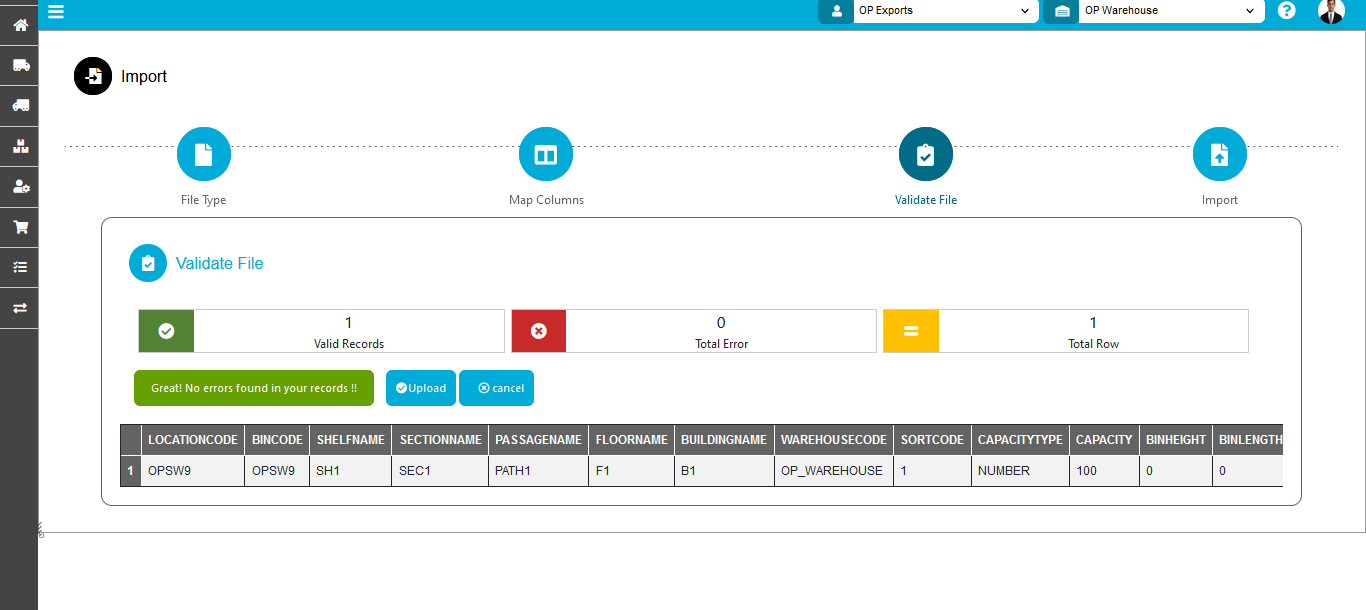 OP Exports
OP Warehouse
Import
File Type
Map Columns
Validate File
Import
Validate File
1
Valid Records
0
Total Error
1
Total Row
Great! No errors found in your records !!
Upload
cancel
LOCATIONCODE BINCODE SHELFNAME SECTIONNAME PASSAGENAME FLOORNAME BUILDINGNAME WAREHOUSECODE SORTCODE CAPACITYTYPE CAPACITY BINHEIGHT BINLENGTH
1 OPSW9 OPSW9 SH1 SEC1 PATH1 F1 B1 OP_WAREHOUSE 1 NUMBER 100 0 0